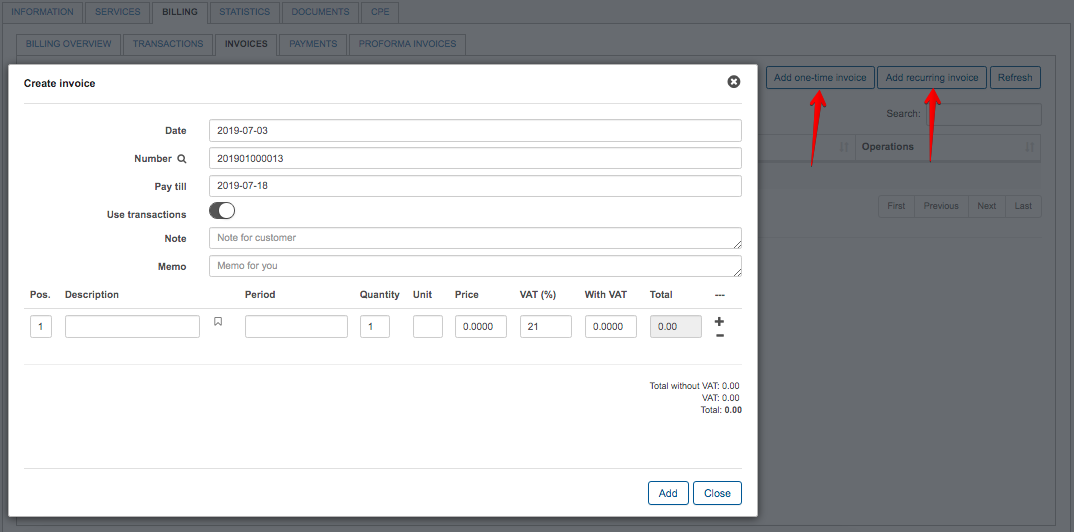 INFORMATION SERVICES BILLING STATISTICS DOCUMENTS CPE
BILLING OVERVIEW TRANSACTIONS INVOICES PAYMENTS PROFORMA INVOICES
Add one-time invoice Add recurring invoice Refresh
Search:
Operations
First Previous Next Last
Create invoice
Date 2019-07-03
Number 201901000013
Pay till 2019-07-18
Use transactions
Note Note for customer
Memo Memo for you
Pos. Description Period Quantity Unit Price VAT (%) With VAT Total ---
1 1 0.0000 21 0.0000 0.00
Total without VAT: 0.00
VAT: 0.00
Total: 0.00
Add Close